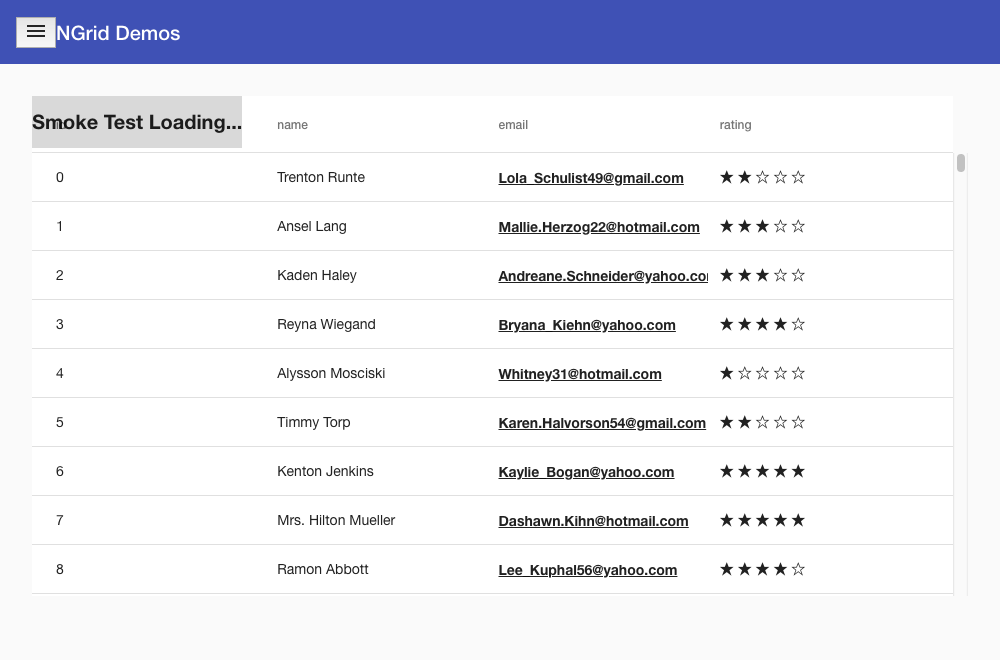 NGrid Demos
Smoke Test Loading... name email rating
0 Trenton Runte Lola_Schulist49@gmail.com ★★☆☆☆
1 Ansel Lang Mallie.Herzog22@hotmail.com ★★★☆☆
2 Kaden Haley Andreane.Schneider@yahoo.co ★★★☆☆
3 Reyna Wiegand Bryana_Kiehn@yahoo.com ★★★★☆
4 Alysson Mosciski Whitney31@hotmail.com ★☆☆☆☆
5 Timmy Torp Karen.Halvorson54@gmail.com ★★☆☆☆
6 Kenton Jenkins Kaylie_Bogan@yahoo.com ★★★★★
7 Mrs. Hilton Mueller Dashawn.Kihn@hotmail.com ★★★★★
8 Ramon Abbott Lee_Kuphal56@yahoo.com ★★★★☆